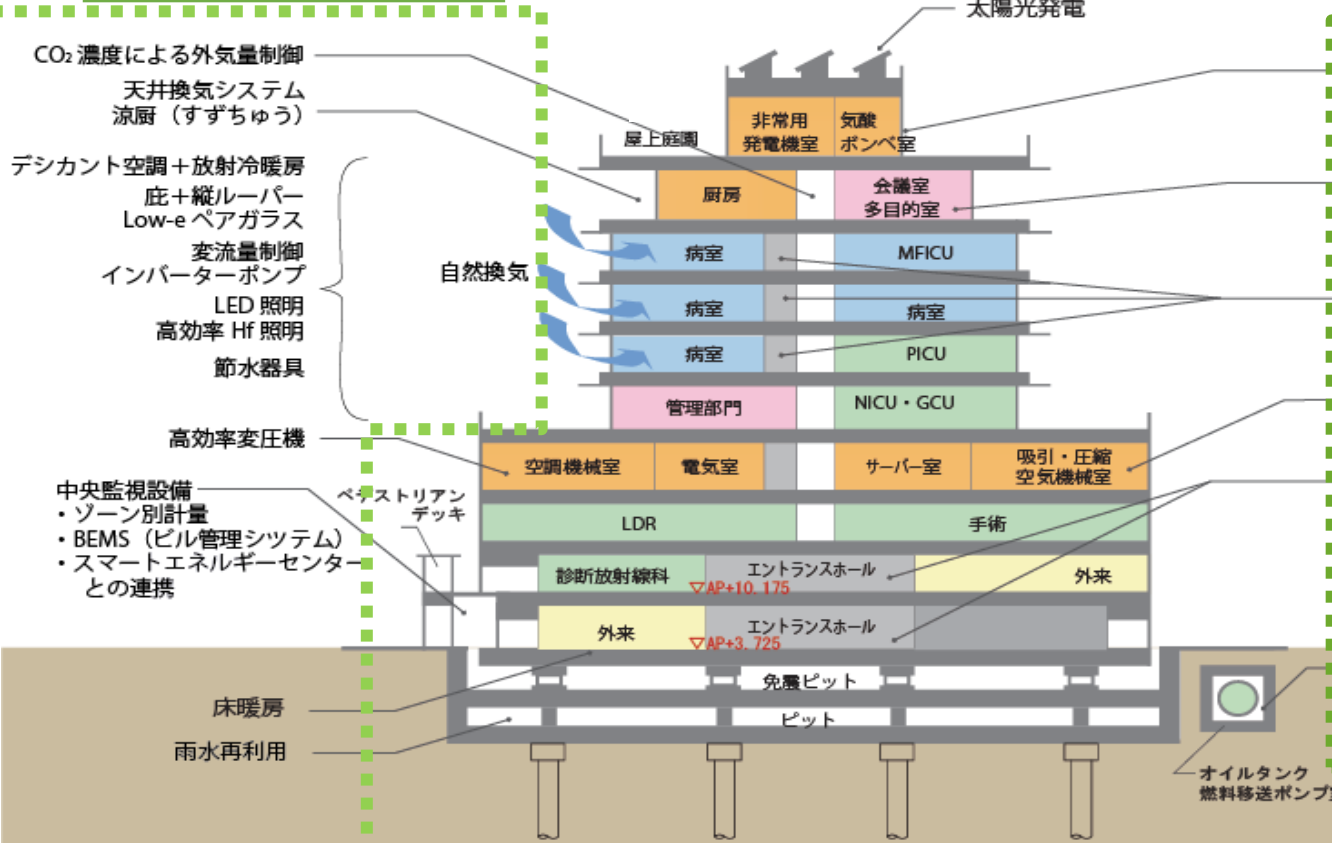 太陽光発電
CO₂ 濃度による外気量制御
天井換気システム
涼厨（すずちゅう）
デシカント空調＋放射冷暖房
庇＋縦ルーバー
Low-e ペアガラス
変流量制御
インバーターポンプ
LED 照明
高効率 Hf 照明
節水器具
高効率変圧機
中央監視設備
・ゾーン別計量
・BEMS（ビル管理シツテム）
・スマートエネルギーセンター
との連携
床暖房
雨水再利用
自然換気
ペデストリアン
デッキ
屋上庭園
非常用
発電機室
気酸
ボンベ室
厨房
会議室
多目的室
病室
MFICU
病室
病室
病室
PICU
管理部門
NICU・GCU
空調機械室
電気室
サーバー室
吸引・圧縮
空気機械室
LDR
手術
診断放射線科
エントランスホール
▽AP+10.175
外来
外来
エントランスホール
▽AP+3.725
免震ピット
ピット
オイルタンク
燃料移送ポンプ